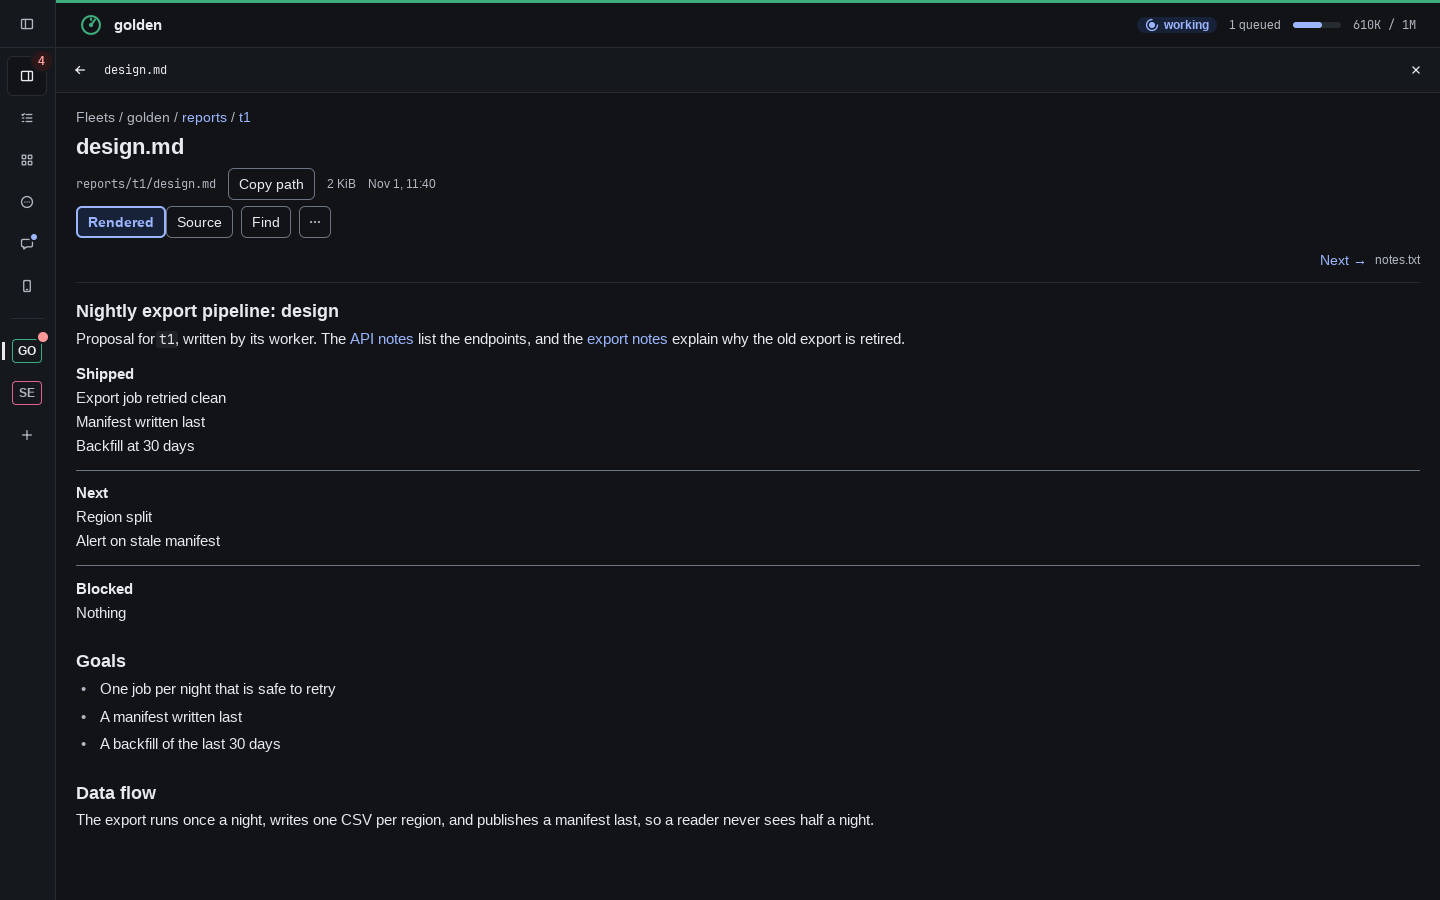 golden
working
1 queued
610K / 1M
4
design.md
Fleets / golden / reports / t1
design.md
reports/t1/design.md
Copy path
2 KiB
Nov 1, 11:40
Rendered
Source
Find
Next →
notes.txt
Nightly export pipeline: design
Proposal for t1, written by its worker. The API notes list the endpoints, and the export notes explain why the old export is retired.
Shipped
Export job retried clean
Manifest written last
Backfill at 30 days
Next
Region split
Alert on stale manifest
Blocked
Nothing
Goals
• One job per night that is safe to retry
• A manifest written last
• A backfill of the last 30 days
Data flow
The export runs once a night, writes one CSV per region, and publishes a manifest last, so a reader never sees half a night.
GO
SE